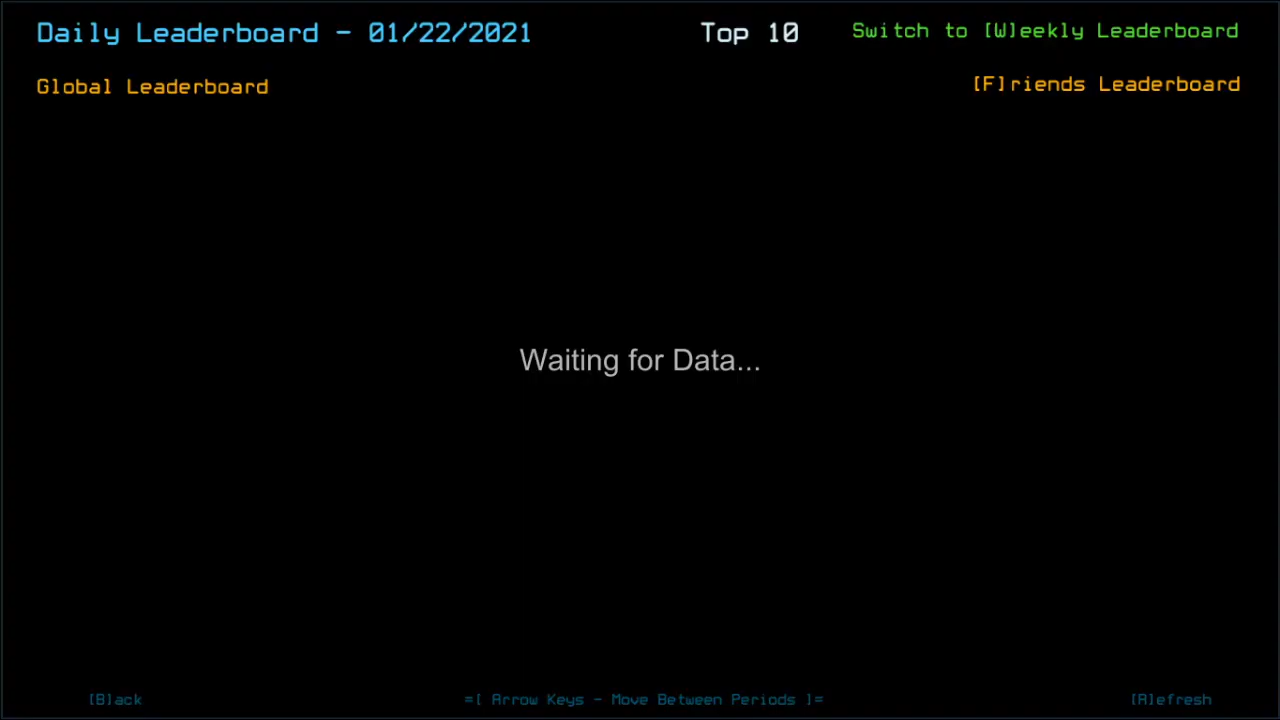 Daily Leaderboard - 01/22/2021
Top 10
Switch to [W]eekly Leaderboard
Global Leaderboard
[F]riends Leaderboard
Waiting for Data...
[B]ack
=[ Arrow Keys - Move Between Periods ]=
[R]efresh